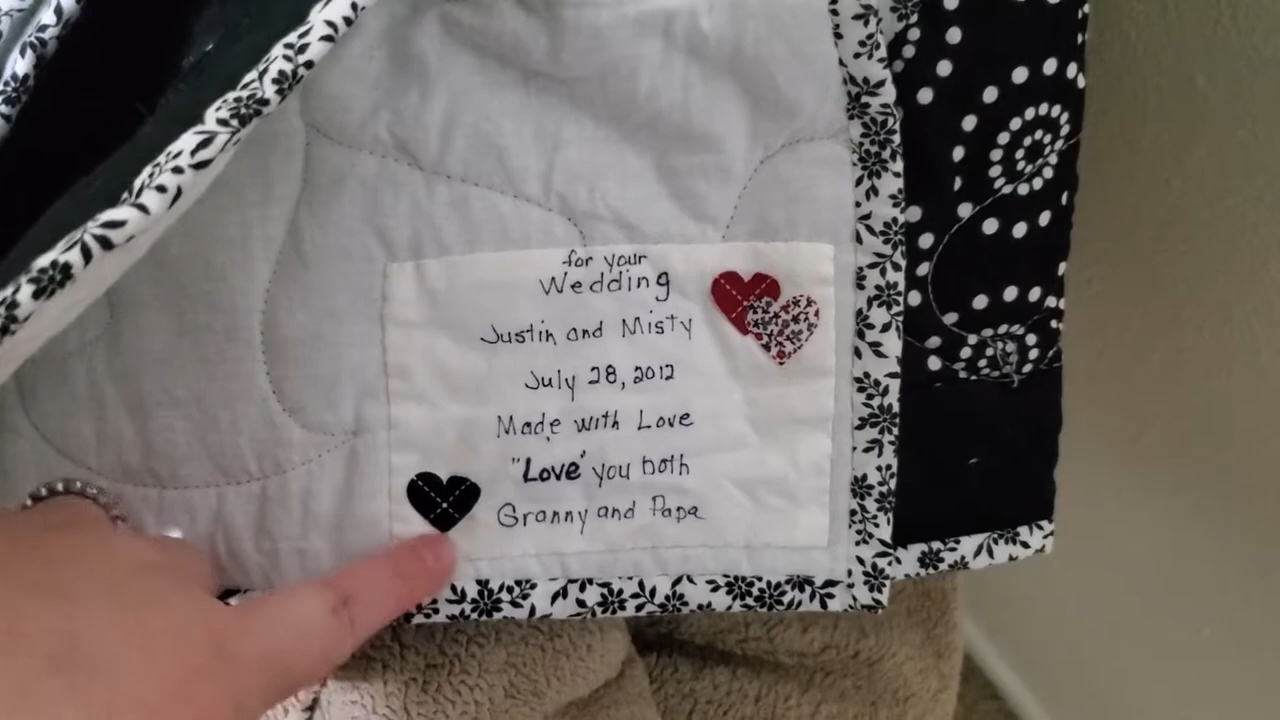 for your
Wedding
Justin and Misty
July 28, 2012
Made with Love
"Love" you both
Granny and Papa